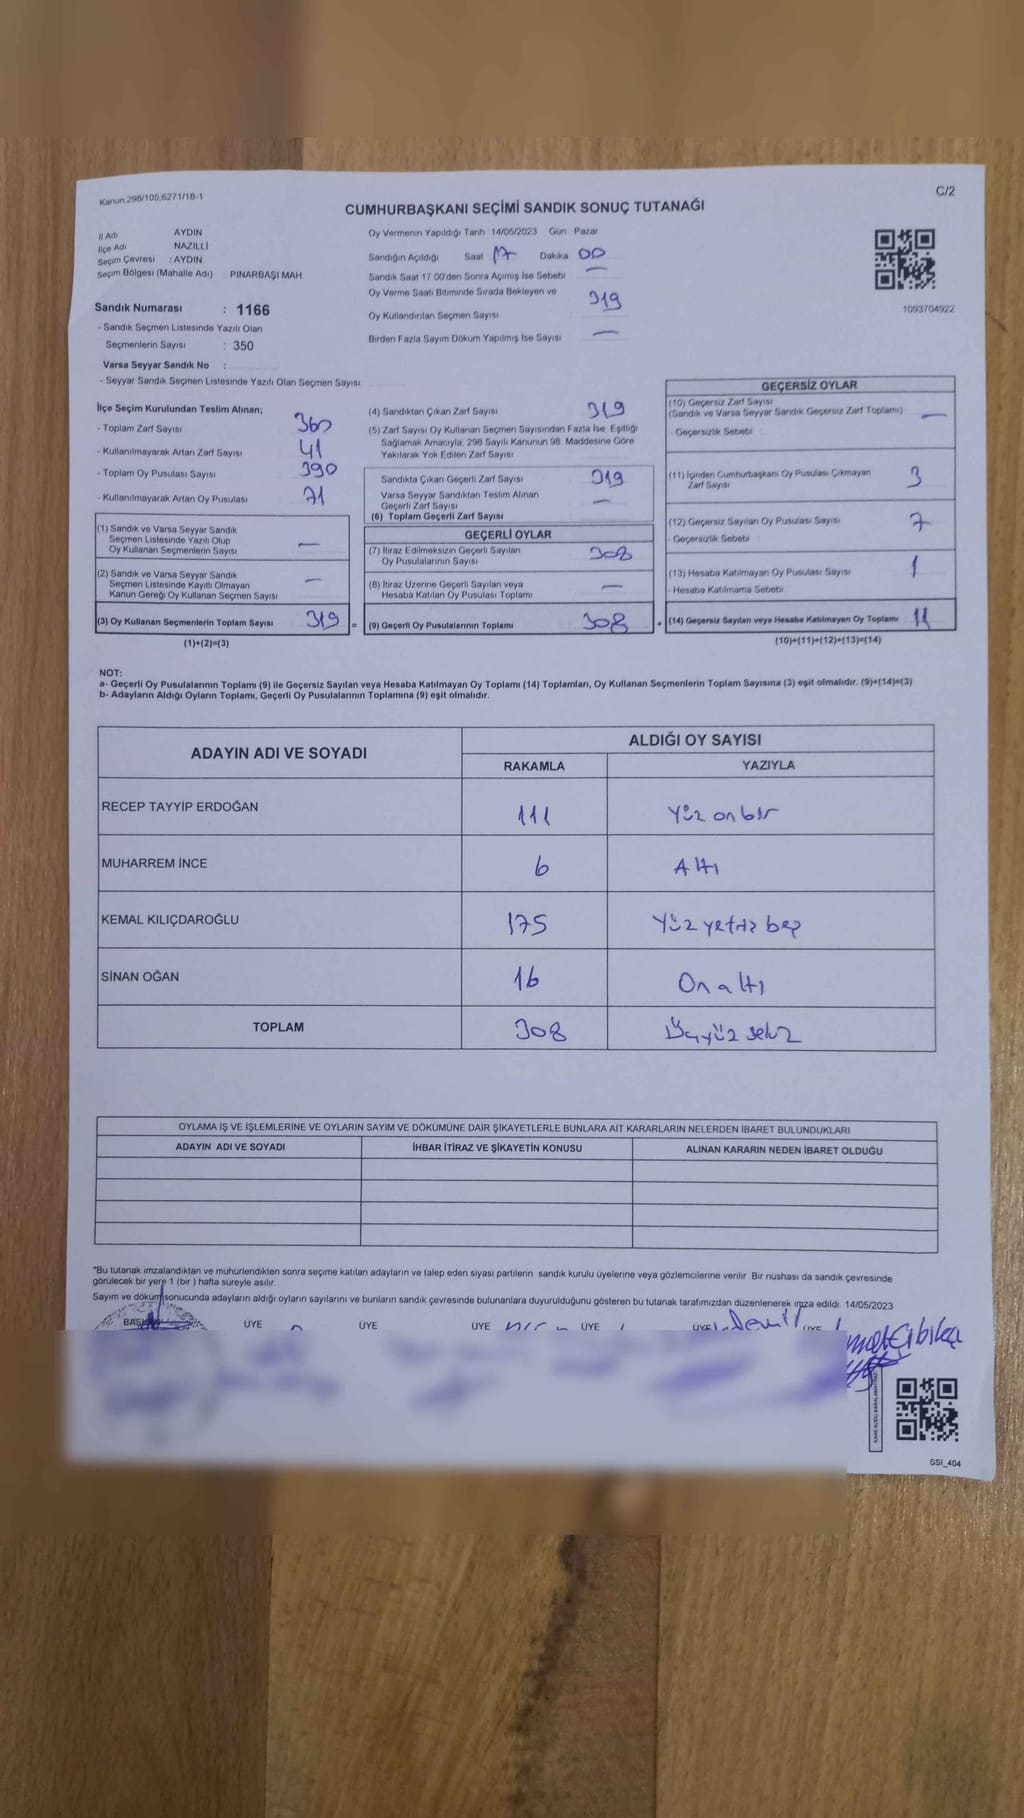 Kanun.298/105,6271/18-1
C/2
CUMHURBAŞKANI SEÇİMİ SANDIK SONUÇ TUTANAĞI
İl Adı AYDIN
İlçe Adı NAZİLLİ
Seçim Çevresi : AYDIN
Seçim Bölgesi (Mahalle Adı) : PINARBAŞI MAH
Sandık Numarası : 1166
- Sandık Seçmen Listesinde Yazılı Olan
Seçmenlerin Sayısı : 350
Varsa Seyyar Sandık No :
- Seyyar Sandık Seçmen Listesinde Yazılı Olan Seçmen Sayısı
Oy Vermenin Yapıldığı Tarih 14/05/2023 Gün Pazar
Sandığın Açıldığı Saat 17 Dakika 00
Sandık Saat 17.00'den Sonra Açımış İse Sebebi —
Oy Verme Saati Bitiminde Sırada Bekleyen ve
Oy Kullandırılan Seçmen Sayısı 319
Birden Fazla Sayım Döküm Yapılmış İse Sayısı —
1093704922
İlçe Seçim Kurulundan Teslim Alınan;
- Toplam Zarf Sayısı 360
- Kullanılmayarak Artan Zarf Sayısı 41
- Toplam Oy Pusulası Sayısı 390
- Kullanılmayarak Artan Oy Pusulası 71
(1) Sandık ve Varsa Seyyar Sandık
Seçmen Listesinde Yazılı Olup
Oy Kullanan Seçmenlerin Sayısı —
(2) Sandık ve Varsa Seyyar Sandık
Seçmen Listesinde Kayıtlı Olmayan
Kanun Gereği Oy Kullanan Seçmen Sayısı —
(3) Oy Kullanan Seçmenlerin Toplam Sayısı 319 =
(1)+(2)=(3)
(4) Sandıktan Çıkan Zarf Sayısı 319
(5) Zarf Sayısı Oy Kullanan Seçmen Sayısından Fazla İse, Eşitliği
Sağlamak Amacıyla, 298 Sayılı Kanunun 98. Maddesine Göre
Yakılarak Yok Edilen Zarf Sayısı
Sandıkta Çıkan Geçerli Zarf Sayısı 319
Varsa Seyyar Sandıktan Teslim Alınan
Geçerli Zarf Sayısı —
(6) Toplam Geçerli Zarf Sayısı
GEÇERLİ OYLAR
(7) İtiraz Edilmeksizin Geçerli Sayılan
Oy Pusulalarının Sayısı 308
(8) İtiraz Üzerine Geçerli Sayılan veya
Hesaba Katılan Oy Pusulası Toplamı —
(9) Geçerli Oy Pusulalarının Toplamı 308 +
GEÇERSİZ OYLAR
(10) Geçersiz Zarf Sayısı
(Sandık ve Varsa Seyyar Sandık Geçersiz Zarf Toplamı) —
- Geçersizlik Sebebi
(11) İçinden Cumhurbaşkanı Oy Pusulası Çıkmayan
Zarf Sayısı 3
(12) Geçersiz Sayılan Oy Pusulası Sayısı 7
- Geçersizlik Sebebi
(13) Hesaba Katılmayan Oy Pusulası Sayısı 1
- Hesaba Katılmama Sebebi
(14) Geçersiz Sayılan veya Hesaba Katılmayan Oy Toplamı 11
(10)+(11)+(12)+(13)=(14)
NOT:
a- Geçerli Oy Pusulalarının Toplamı (9) ile Geçersiz Sayılan veya Hesaba Katılmayan Oy Toplamı (14) Toplamları, Oy Kullanan Seçmenlerin Toplam Sayısına (3) eşit olmalıdır. (9)+(14)=(3)
b- Adayların Aldığı Oyların Toplamı, Geçerli Oy Pusulalarının Toplamına (9) eşit olmalıdır.
ADAYIN ADI VE SOYADI ALDIĞI OY SAYISI
RAKAMLA YAZIYLA
RECEP TAYYİP ERDOĞAN 111 Yüz on bir
MUHARREM İNCE 6 Altı
KEMAL KILIÇDAROĞLU 175 Yüz yetmiş beş
SİNAN OĞAN 16 On altı
TOPLAM 308 Üçyüz sekiz
OYLAMA İŞ VE İŞLEMLERİNE VE OYLARIN SAYIM VE DÖKÜMÜNE DAİR ŞİKAYETLERLE BUNLARA AİT KARARLARIN NELERDEN İBARET BULUNDUKLARI
ADAYIN ADI VE SOYADI İHBAR İTİRAZ VE ŞİKAYETİN KONUSU ALINAN KARARIN NEDEN İBARET OLDUĞU
*Bu tutanak imzalandıktan ve mühürlendikten sonra seçime katılan adayların ve talep eden siyasi partilerin sandık kurulu üyelerine veya gözlemcilerine verilir. Bir nüshası da sandık çevresinde
görülecek bir yere 1 (bir) hafta süreyle asılır.
Sayım ve döküm sonucunda adayların aldığı oyların sayılarını ve bunların sandık çevresinde bulunanlara duyurulduğunu gösteren bu tutanak tarafımızdan düzenlenerek imza edildi. 14/05/2023
BAŞKAN ÜYE ÜYE ÜYE ÜYE ÜYE ÜYE
SSI_404